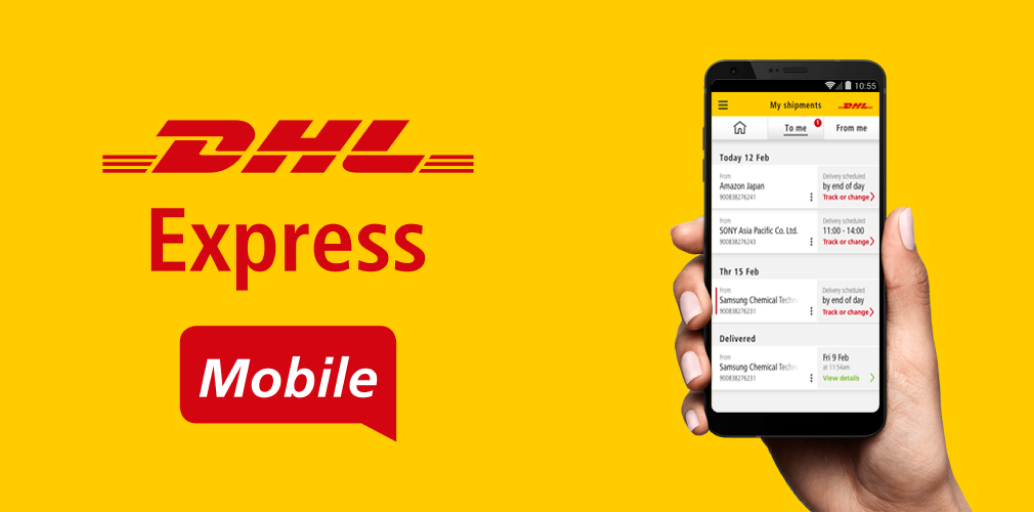 DHL
Express
Mobile
10:55
My shipments
DHL
To me
1
From me
Today 12 Feb
From
Amazon Japan
900838276241
Delivery scheduled
by end of day
Track or change
From
SONY Asia Pacific Co. Ltd.
900838276243
Delivery scheduled
11:00 - 14:00
Track or change
Thr 15 Feb
From
Samsung Chemical Techn
900838276231
Delivery scheduled
by end of day
Track or change
Delivered
From
Samsung Chemical Techn
900838276231
Fri 9 Feb
at 11:54am
View details